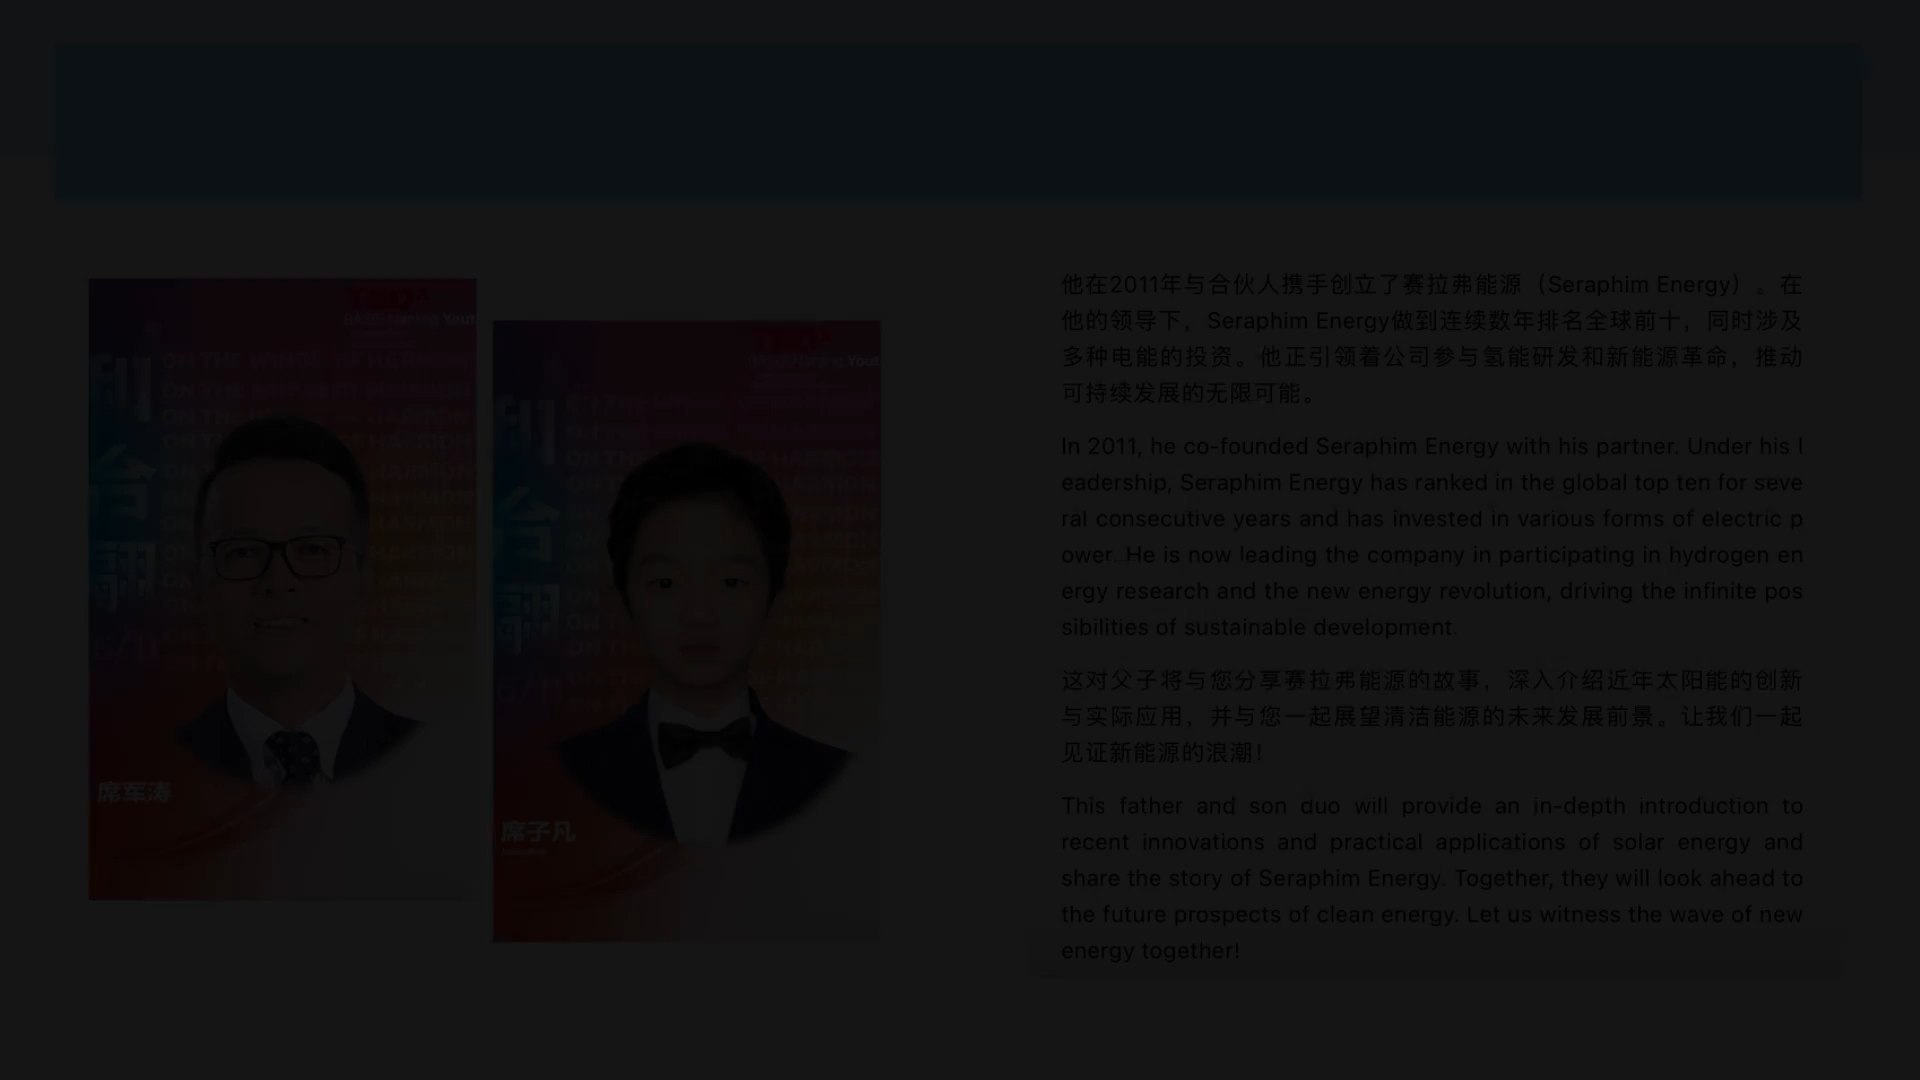 ON THE WINGS OF HARMONY
席军涛
席子凡
他在2011年与合伙人携手创立了赛拉弗能源（Seraphim Energy）。在
他的领导下，Seraphim Energy做到连续数年排名全球前十，同时涉及
多种电能的投资。他正引领着公司参与氢能研发和新能源革命，推动
可持续发展的无限可能。
In 2011, he co-founded Seraphim Energy with his partner. Under his l
eadership, Seraphim Energy has ranked in the global top ten for seve
ral consecutive years and has invested in various forms of electric p
ower. He is now leading the company in participating in hydrogen en
ergy research and the new energy revolution, driving the infinite pos
sibilities of sustainable development.
这对父子将与您分享赛拉弗能源的故事，深入介绍近年太阳能的创新
与实际应用，并与您一起展望清洁能源的未来发展前景。让我们一起
见证新能源的浪潮！
This father and son duo will provide an in-depth introduction to
recent innovations and practical applications of solar energy and
share the story of Seraphim Energy. Together, they will look ahead to
the future prospects of clean energy. Let us witness the wave of new
energy together!